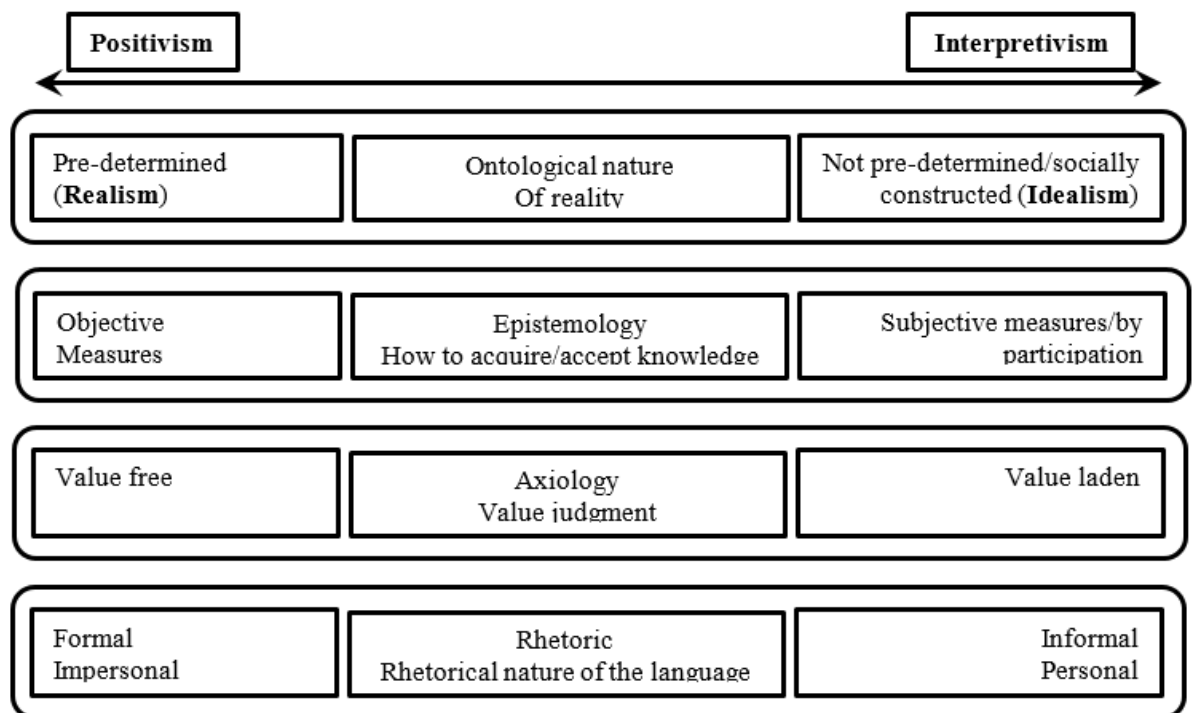 Positivism
Interpretivism
Pre-determined
(Realism)
Ontological nature
Of reality
Not pre-determined/socially
constructed (Idealism)
Objective
Measures
Epistemology
How to acquire/accept knowledge
Subjective measures/by
participation
Value free
Axiology
Value judgment
Value laden
Formal
Impersonal
Rhetoric
Rhetorical nature of the language
Informal
Personal